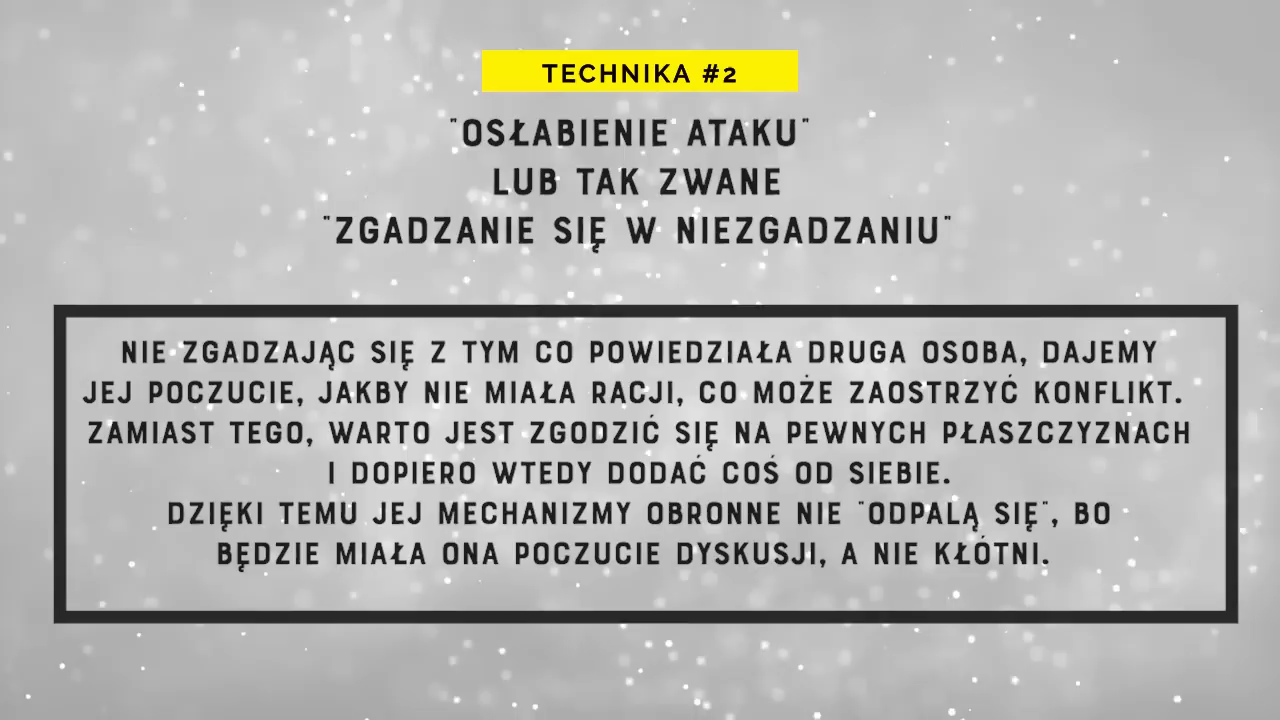 TECHNIKA #2
"OSŁABIENIE ATAKU"
LUB TAK ZWANE
"ZGADZANIE SIĘ W NIEZGADZANIU"
NIE ZGADZAJĄC SIĘ Z TYM CO POWIEDZIAŁA DRUGA OSOBA, DAJEMY
JEJ POCZUCIE, JAKBY NIE MIAŁA RACJI, CO MOŻE ZAOSTRZYĆ KONFLIKT.
ZAMIAST TEGO, WARTO JEST ZGODZIĆ SIĘ NA PEWNYCH PŁASZCZYZNACH
I DOPIERO WTEDY DODAĆ COŚ OD SIEBIE.
DZIĘKI TEMU JEJ MECHANIZMY OBRONNE NIE "ODPALĄ SIĘ", BO
BĘDZIE MIAŁA ONA POCZUCIE DYSKUSJI, A NIE KŁÓTNI.